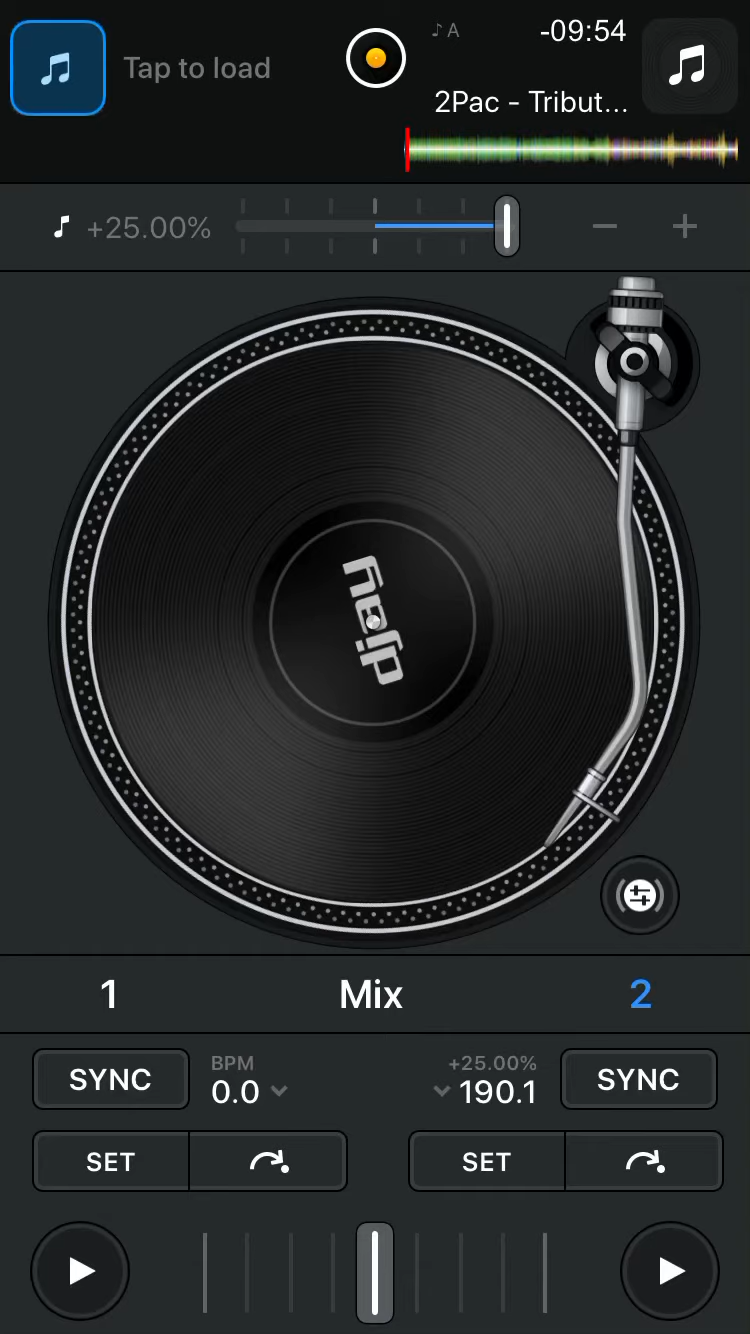 ♪ A
-09:54
Tap to load
2Pac - Tribut...
+25.00%
djay
1
Mix
2
SYNC
BPM
0.0
+25.00%
190.1
SYNC
SET
SET